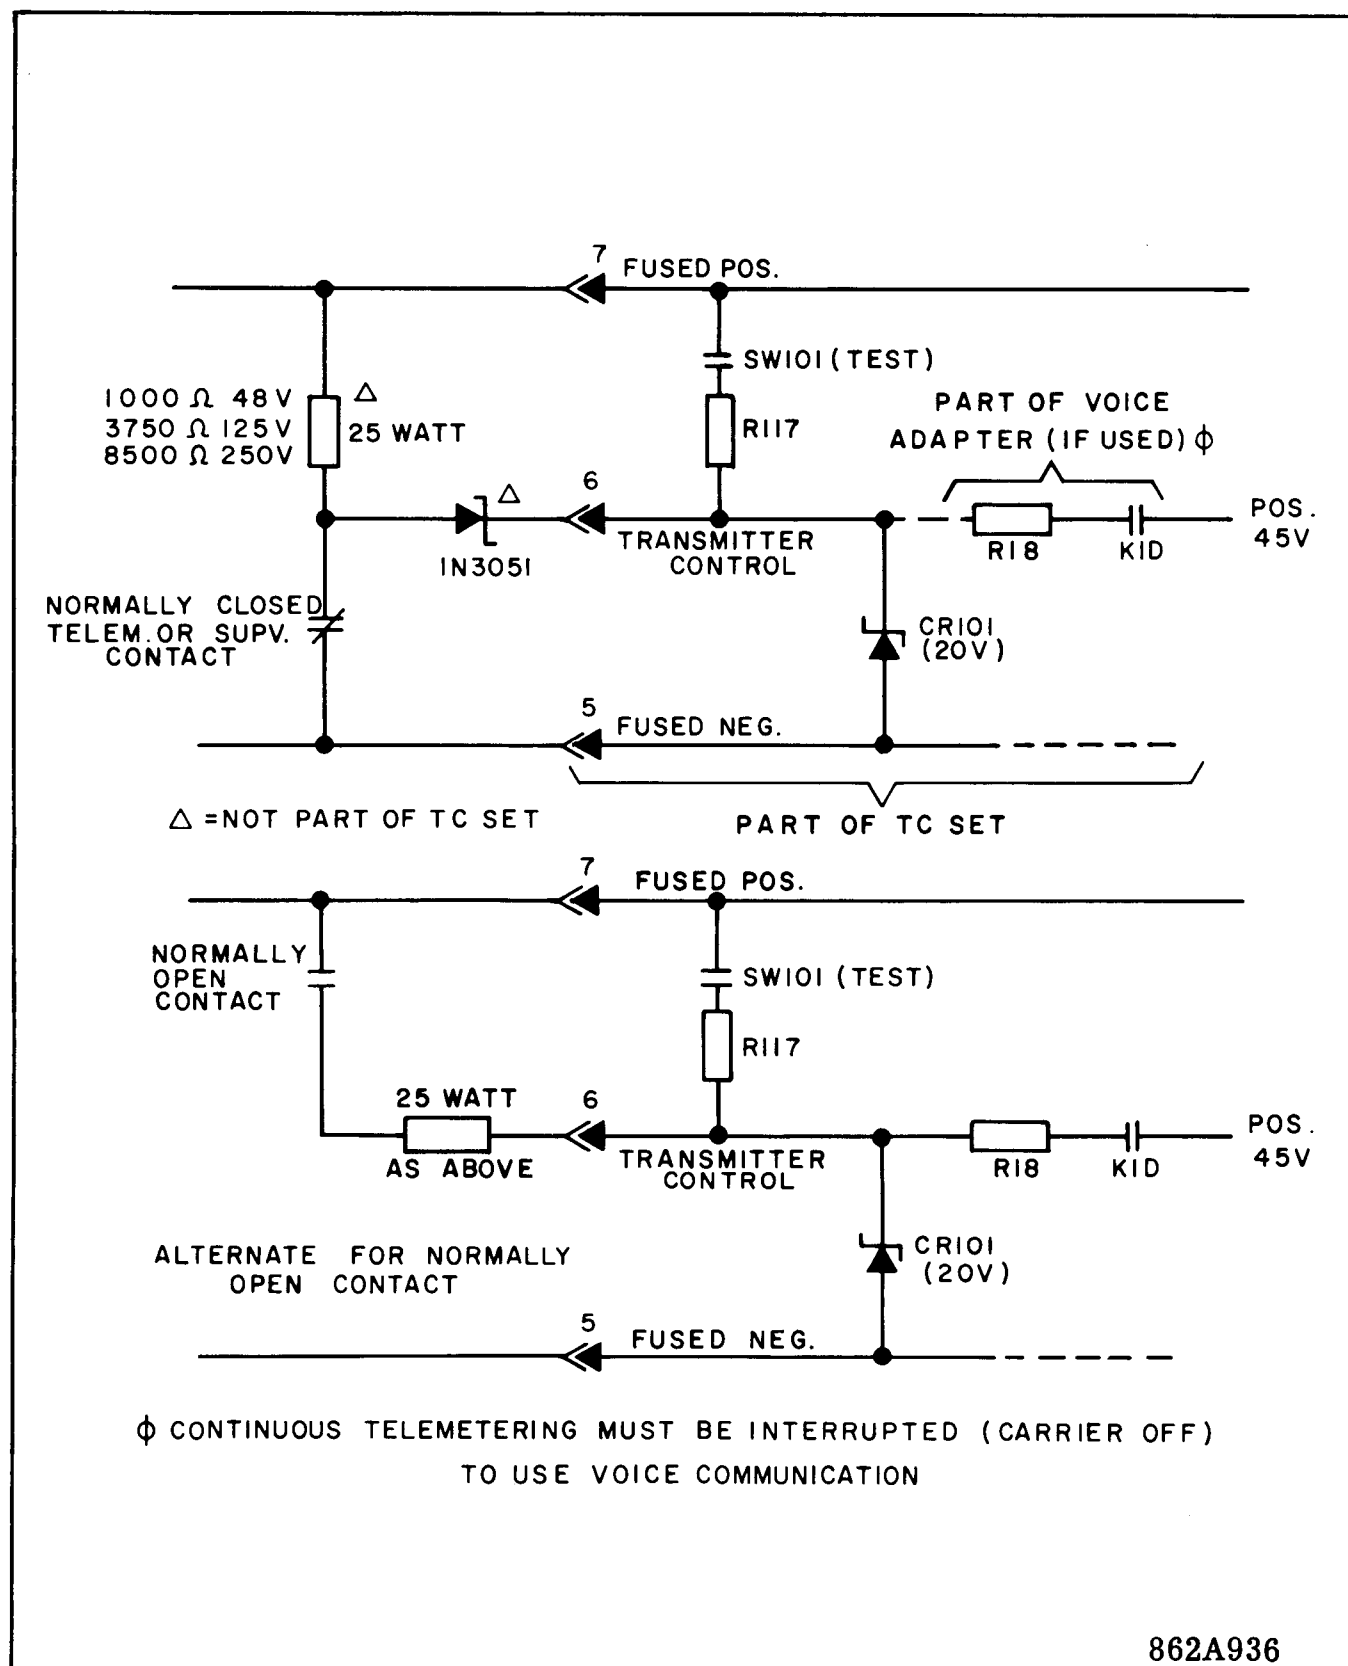 7
FUSED POS.
SW101 (TEST)
1000 Ω 48V
3750 Ω 125V
8500 Ω 250V
△
25 WATT
R117
PART OF VOICE
ADAPTER (IF USED) ϕ
6
△
1N3051
TRANSMITTER
CONTROL
R18
K1D
POS.
45V
NORMALLY CLOSED
TELEM. OR SUPV.
CONTACT
CR101
(20V)
5
FUSED NEG.
△ =NOT PART OF TC SET
PART OF TC SET
7
FUSED POS.
NORMALLY
OPEN
CONTACT
SW101 (TEST)
R117
25 WATT
AS ABOVE
6
TRANSMITTER
CONTROL
R18
K1D
POS.
45V
ALTERNATE FOR NORMALLY
OPEN CONTACT
CR101
(20V)
5
FUSED NEG.
ϕ CONTINUOUS TELEMETERING MUST BE INTERRUPTED (CARRIER OFF)
TO USE VOICE COMMUNICATION
862A936